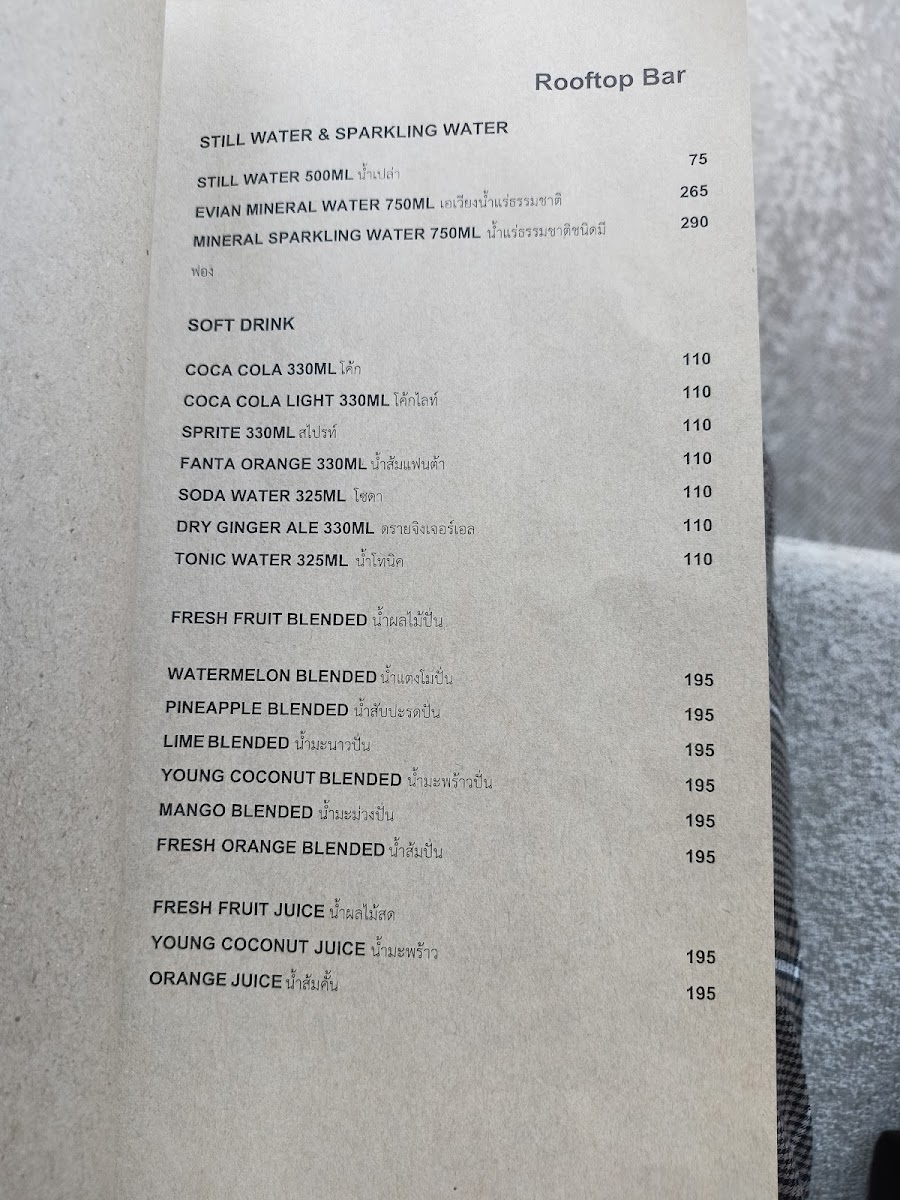 Rooftop Bar
STILL WATER & SPARKLING WATER
STILL WATER 500ML น้ำเปล่า 75
EVIAN MINERAL WATER 750ML เอเวียงน้ำแร่ธรรมชาติ 265
MINERAL SPARKLING WATER 750ML น้ำแร่ธรรมชาติชนิดมี 290
ฟอง
SOFT DRINK
COCA COLA 330ML โค้ก 110
COCA COLA LIGHT 330ML โค้กไลท์ 110
SPRITE 330ML สไปรท์ 110
FANTA ORANGE 330ML น้ำส้มแฟนต้า 110
SODA WATER 325ML โซดา 110
DRY GINGER ALE 330ML ดรายจิงเจอร์เอล 110
TONIC WATER 325ML น้ำโทนิค 110
FRESH FRUIT BLENDED น้ำผลไม้ปั่น
WATERMELON BLENDED น้ำแตงโมปั่น 195
PINEAPPLE BLENDED น้ำสับปะรดปั่น 195
LIME BLENDED น้ำมะนาวปั่น 195
YOUNG COCONUT BLENDED น้ำมะพร้าวปั่น 195
MANGO BLENDED น้ำมะม่วงปั่น 195
FRESH ORANGE BLENDED น้ำส้มปั่น 195
FRESH FRUIT JUICE น้ำผลไม้สด
YOUNG COCONUT JUICE น้ำมะพร้าว 195
ORANGE JUICE น้ำส้มคั้น 195